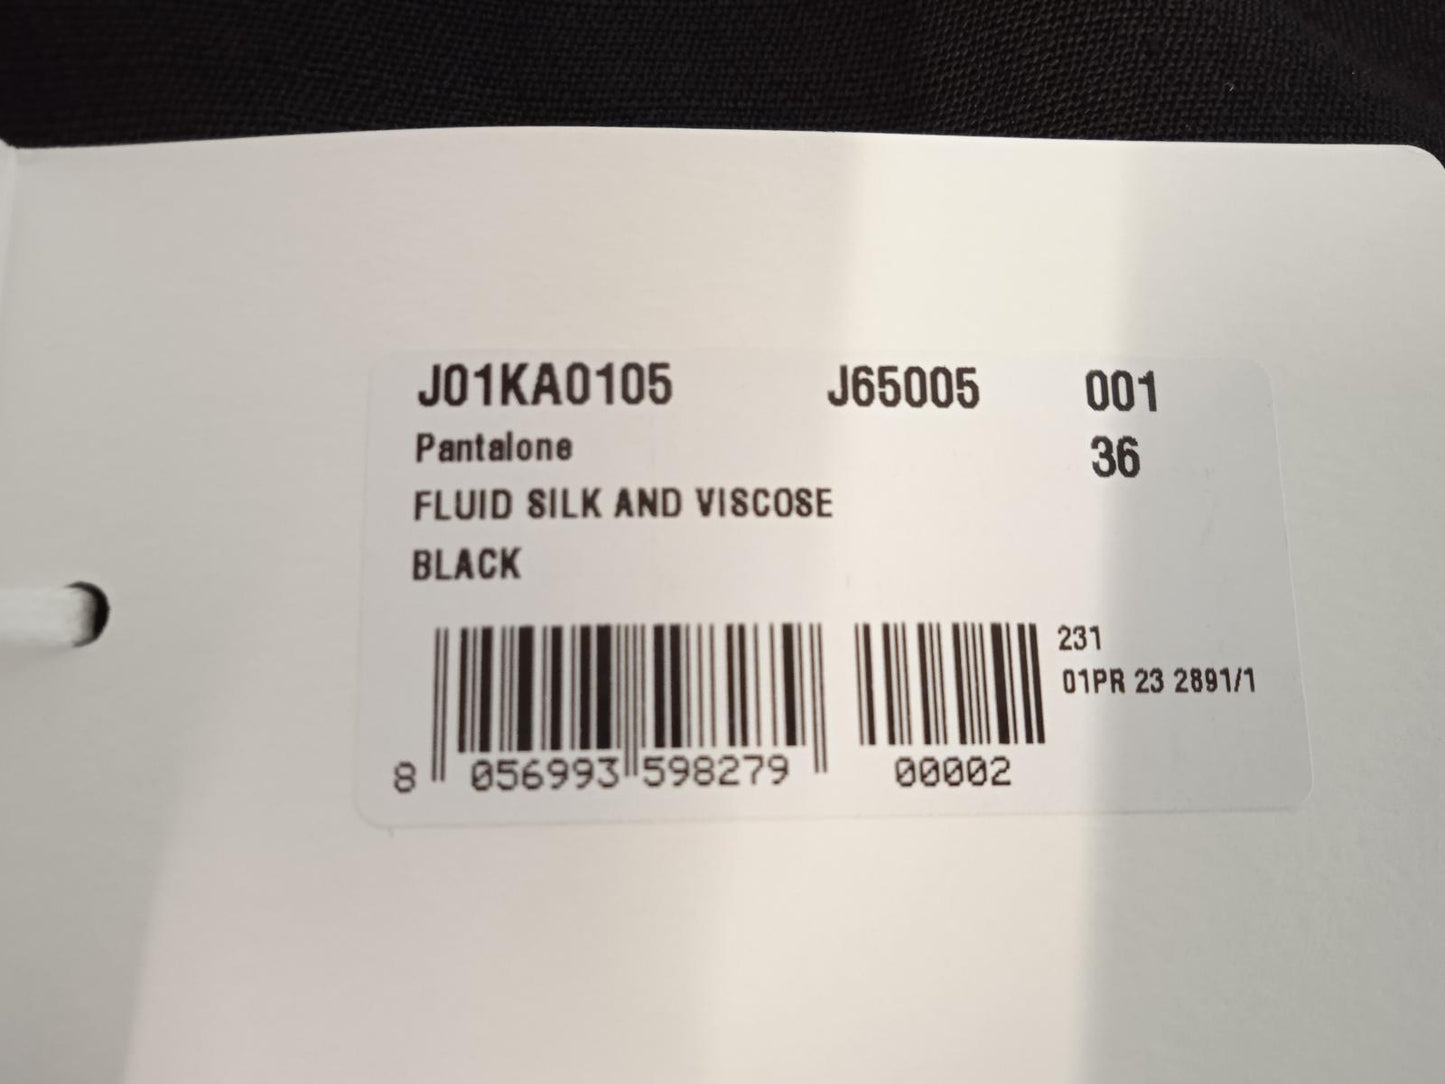 J01KA0105 J65005 001
Pantalone 36
FLUID SILK AND VISCOSE
BLACK
231
01PR 23 2891/1
8 056993 598279 00002